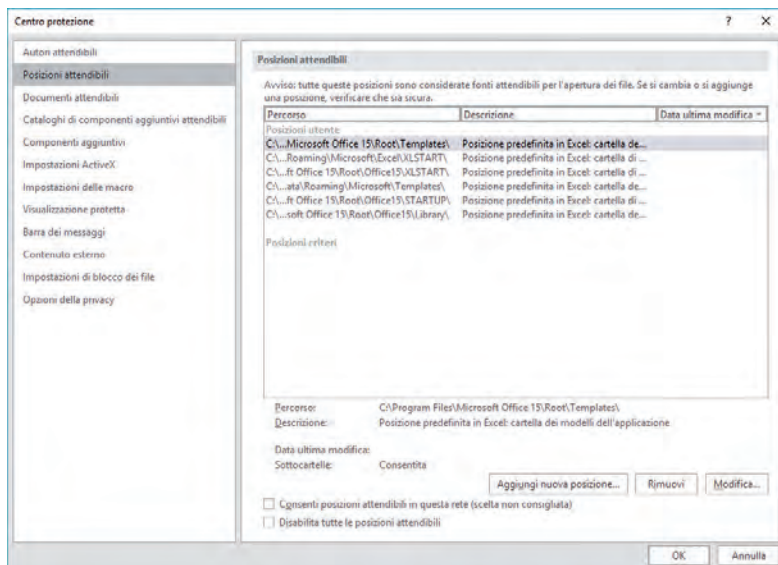 Centro protezione
? ×
Autori attendibili
Posizioni attendibili
Documenti attendibili
Cataloghi di componenti aggiuntivi attendibili
Componenti aggiuntivi
Impostazioni ActiveX
Impostazioni delle macro
Visualizzazione protetta
Barra dei messaggi
Contenuto esterno
Impostazioni di blocco dei file
Opzioni della privacy
Posizioni attendibili
Avviso: tutte queste posizioni sono considerate fonti attendibili per l'apertura dei file. Se si cambia o si aggiunge
una posizione, verificare che sia sicura.
Percorso Descrizione Data ultima modifica
Posizioni utente
C:\...Microsoft Office 15\Root\Templates\ Posizione predefinita in Excel: cartella de...
C:\...Roaming\Microsoft\Excel\XLSTART\ Posizione predefinita in Excel: cartella di ...
C:\...ft Office 15\Root\Office15\XLSTART\ Posizione predefinita in Excel: cartella di ...
C:\...ata\Roaming\Microsoft\Templates\ Posizione predefinita in Excel: cartella de...
C:\...ft Office 15\Root\Office15\STARTUP\ Posizione predefinita in Excel: cartella di ...
C:\...soft Office 15\Root\Office15\Library\ Posizione predefinita in Excel: cartella de...
Posizioni criteri
Percorso: C:\Program Files\Microsoft Office 15\Root\Templates\
Descrizione: Posizione predefinita in Excel: cartella dei modelli dell'applicazione
Data ultima modifica:
Sottocartelle: Consentita
Aggiungi nuova posizione... Rimuovi Modifica...
Consenti posizioni attendibili in questa rete (scelta non consigliata)
Disabilita tutte le posizioni attendibili
OK Annulla